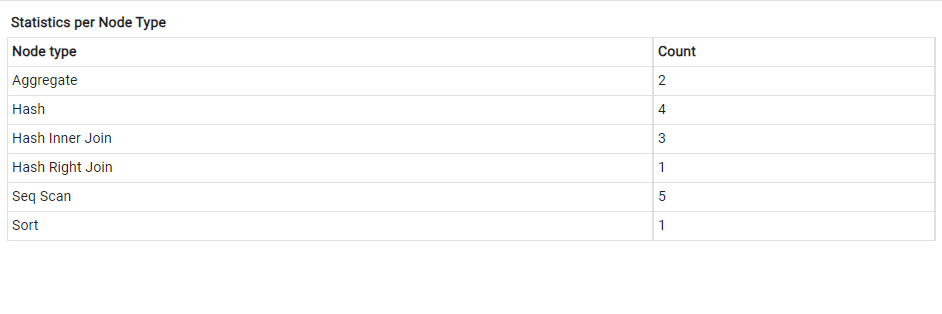 Statistics per Node Type
Node type Count
Aggregate 2
Hash 4
Hash Inner Join 3
Hash Right Join 1
Seq Scan 5
Sort 1